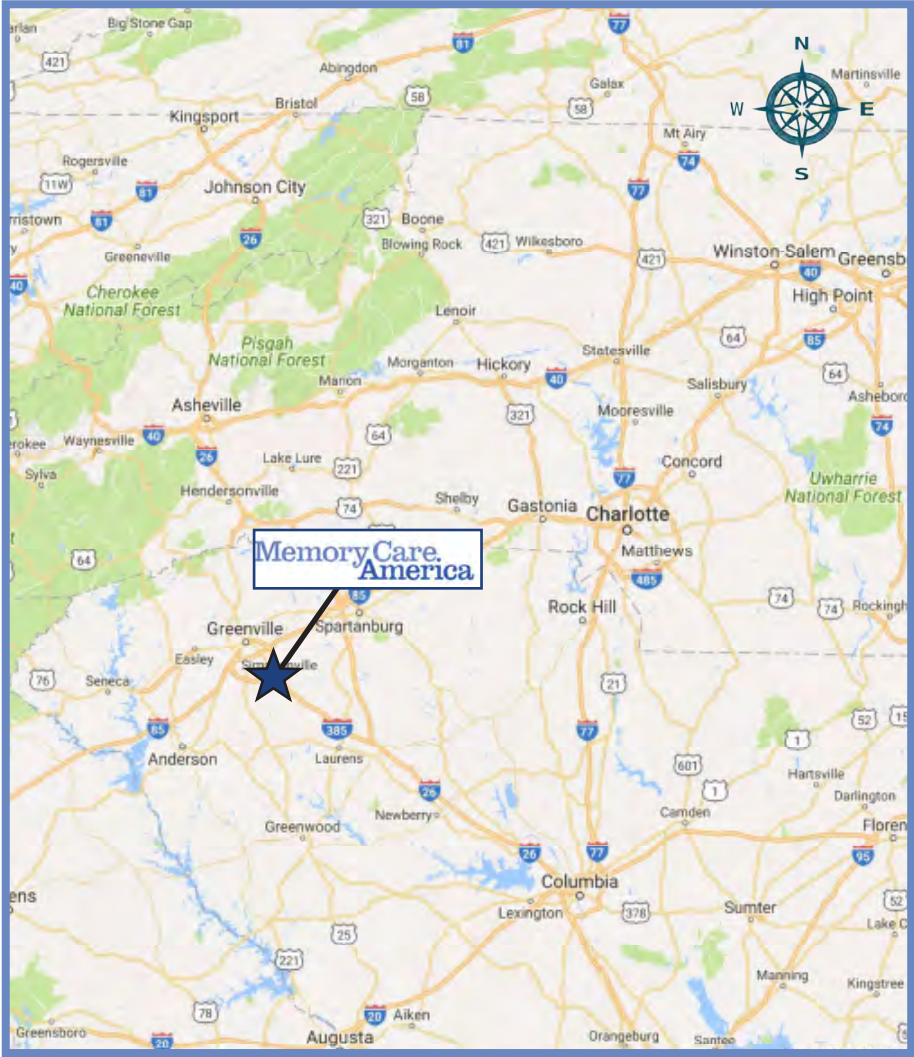 arlan
Big Stone Gap
77
81
421
Abingdon
N
Galax
Martinsville
58
58
W
E
Bristol
Kingsport
Mt Airy
S
Rogersville
74
11W
81
77
Johnson City
81
rristown
321
Boone
26
Blowing Rock
421
Wilkesboro
421
Winston-Salem
Greensb
Greeneville
40
40
Cherokee
National Forest
High Point
Lenoir
64
85
Pisgah
National Forest
Statesville
Morganton
Hickory
64
Marion
40
Salisbury
Asheboro
Asheville
321
Mooresville
74
erokee
Waynesville
40
64
26
Lake Lure
221
Concord
Sylva
77
Uwharrie
National Forest
Hendersonville
Shelby
74
Gastonia
Charlotte
t
Memory Care
America
Matthews
64
485
85
74
74
Rockingh
Rock Hill
Greenville
Spartanburg
Easley
76
Seneca
21
52
15
85
385
77
1
Anderson
Laurens
601
Hartsville
26
1
Darlington
Newberry
Camden
Greenwood
Floren
26
77
95
Columbia
ens
52
Lexington
378
Sumter
Lake C
25
221
Manning
Kingstree
78
20
Aiken
Greensboro
20
Augusta
Orangeburg
Santee